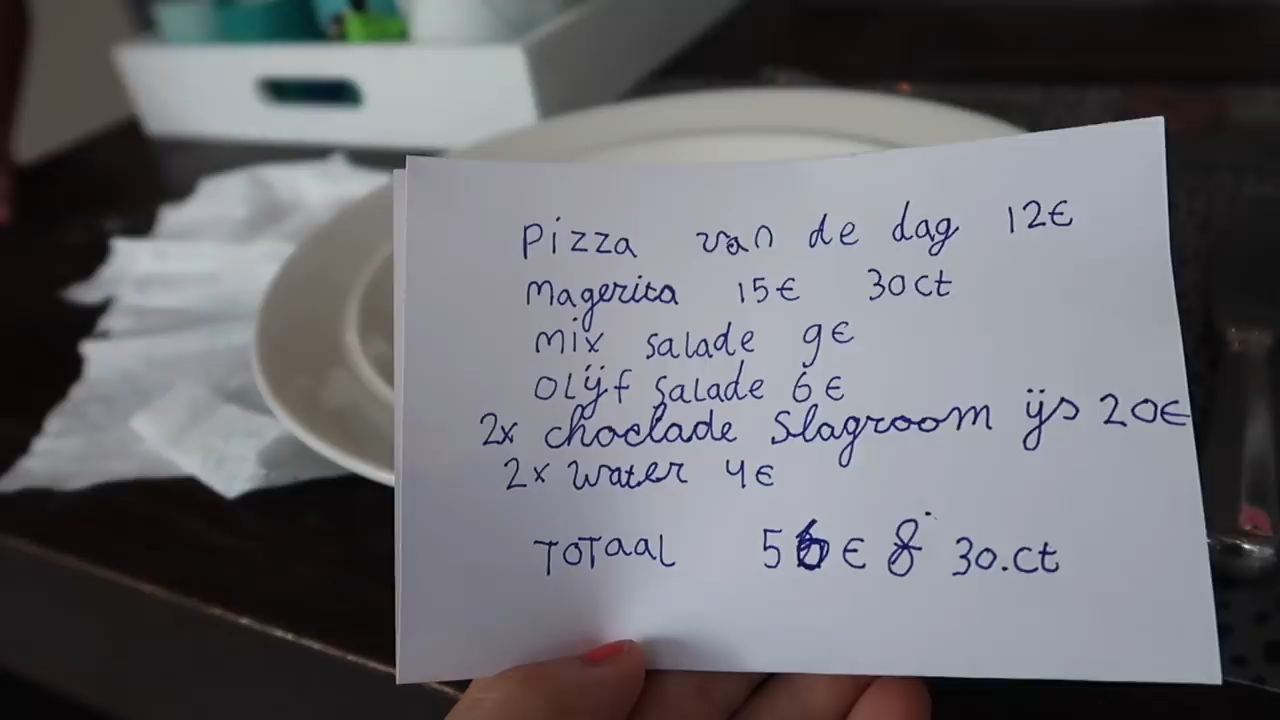 Pizza van de dag 12€
Magerita 15€ 30ct
mix salade 9€
Olijf salade 6€
2x choclade Slagroom ijs 20€
2x water 4€
TOTaaL 56€ & 30.ct